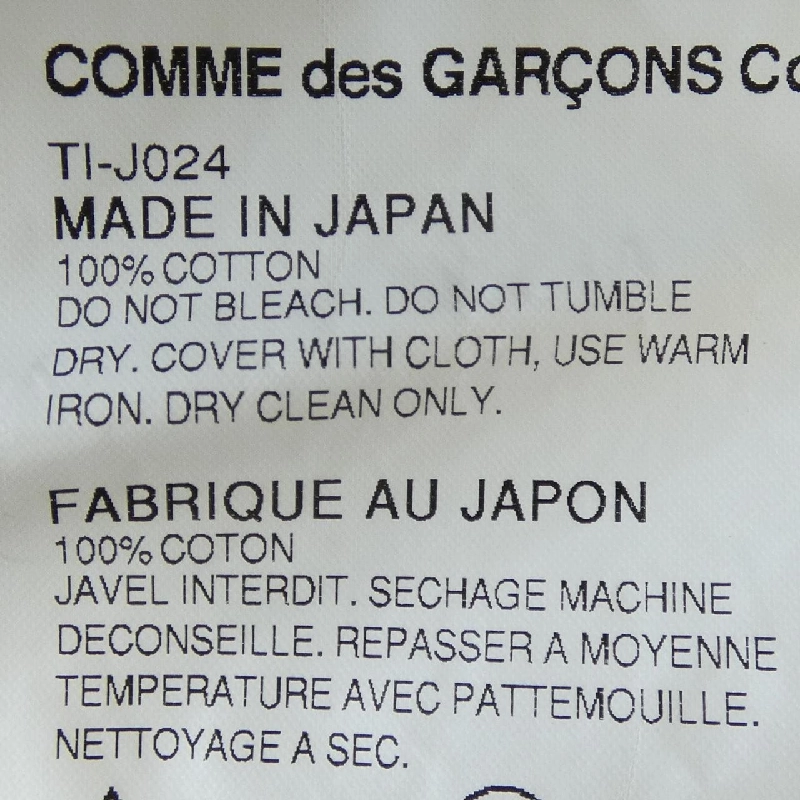 COMME des GARÇONS Co
TI-J024
MADE IN JAPAN
100% COTTON
DO NOT BLEACH. DO NOT TUMBLE
DRY. COVER WITH CLOTH, USE WARM
IRON. DRY CLEAN ONLY.
FABRIQUE AU JAPON
100% COTON
JAVEL INTERDIT. SECHAGE MACHINE
DECONSEILLE. REPASSER A MOYENNE
TEMPERATURE AVEC PATTEMOUILLE.
NETTOYAGE A SEC.